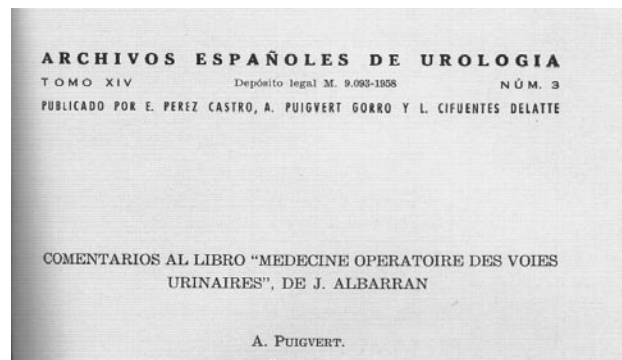 ARCHIVOS ESPAÑOLES DE UROLOGIA
TOMO XIV Depósito legal M. 9.093-1958 NÚM. 3
PUBLICADO POR E. PEREZ CASTRO, A. PUIGVERT GORRO Y L. CIFUENTES DELATTE
COMENTARIOS AL LIBRO “MEDECINE OPERATOIRE DES VOIES
URINAIRES”, DE J. ALBARRAN
A. PUIGVERT.